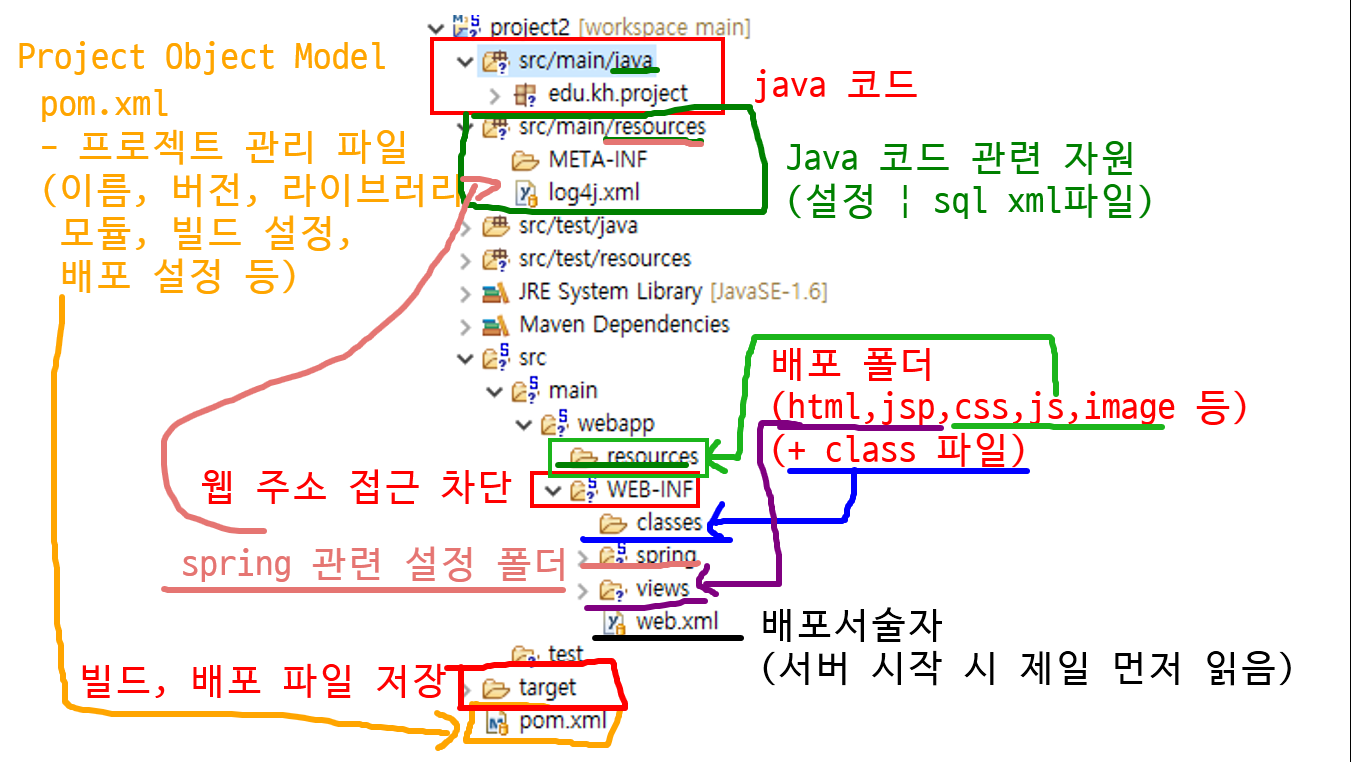 Project Object Model
pom.xml
- 프로젝트 관리 파일
(이름, 버전, 라이브러리,
모듈, 빌드 설정,
배포 설정 등)
project2 [workspace main]
src/main/java
edu.kh.project
java 코드
src/main/resources
META-INF
log4j.xml
Java 코드 관련 자원
(설정 | sql xml파일)
src/test/java
src/test/resources
JRE System Library [JavaSE-1.6]
Maven Dependencies
src
main
webapp
resources
배포 폴더
(html,jsp,css,js,image 등)
(+ class 파일)
웹 주소 접근 차단
WEB-INF
classes
spring 관련 설정 폴더
spring
views
web.xml
배포서술자
(서버 시작 시 제일 먼저 읽음)
test
빌드, 배포 파일 저장
target
pom.xml